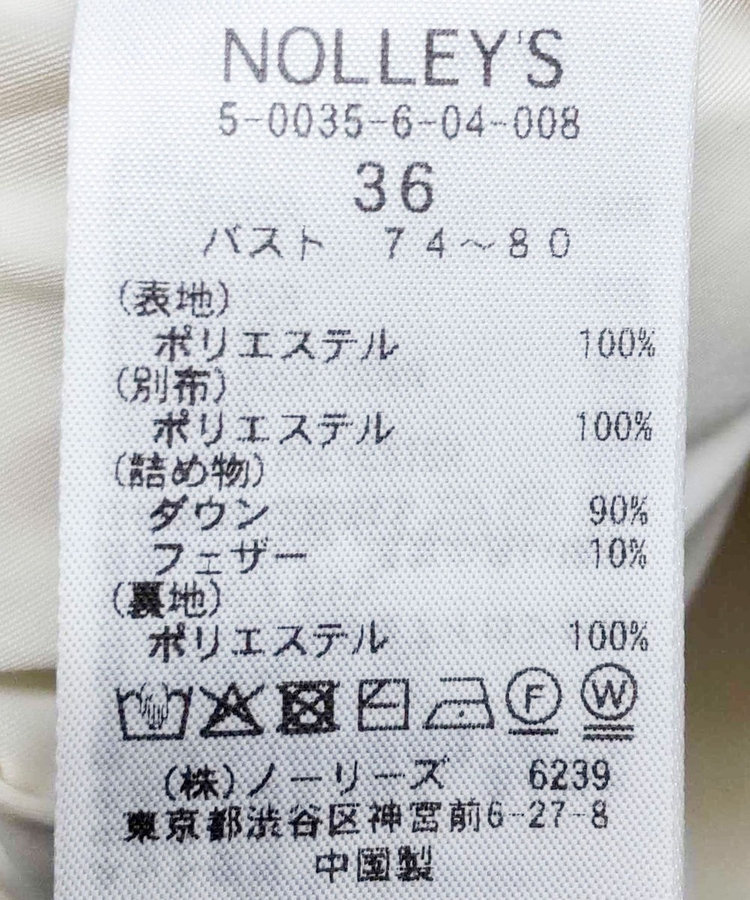 NOLLEY'S
5-0035-6-04-008
36
バスト 74～80
(表地)
ポリエステル 100%
(別布)
ポリエステル 100%
(詰め物)
ダウン 90%
フェザー 10%
(裏地)
ポリエステル 100%
F W
(株)ノーリーズ 6239
東京都渋谷区神宮前6-27-8
中国製